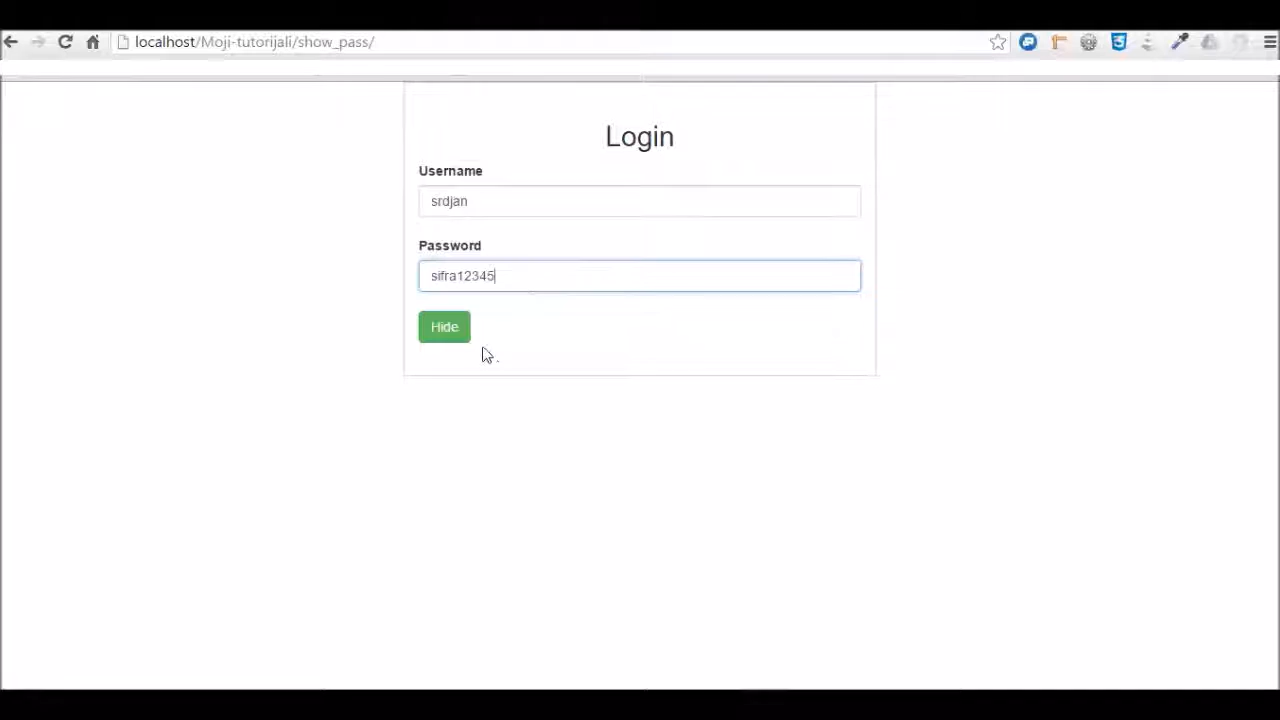 localhost/Moji-tutorijali/show_pass/
Login
Username
srdjan
Password
sifra12345
Hide